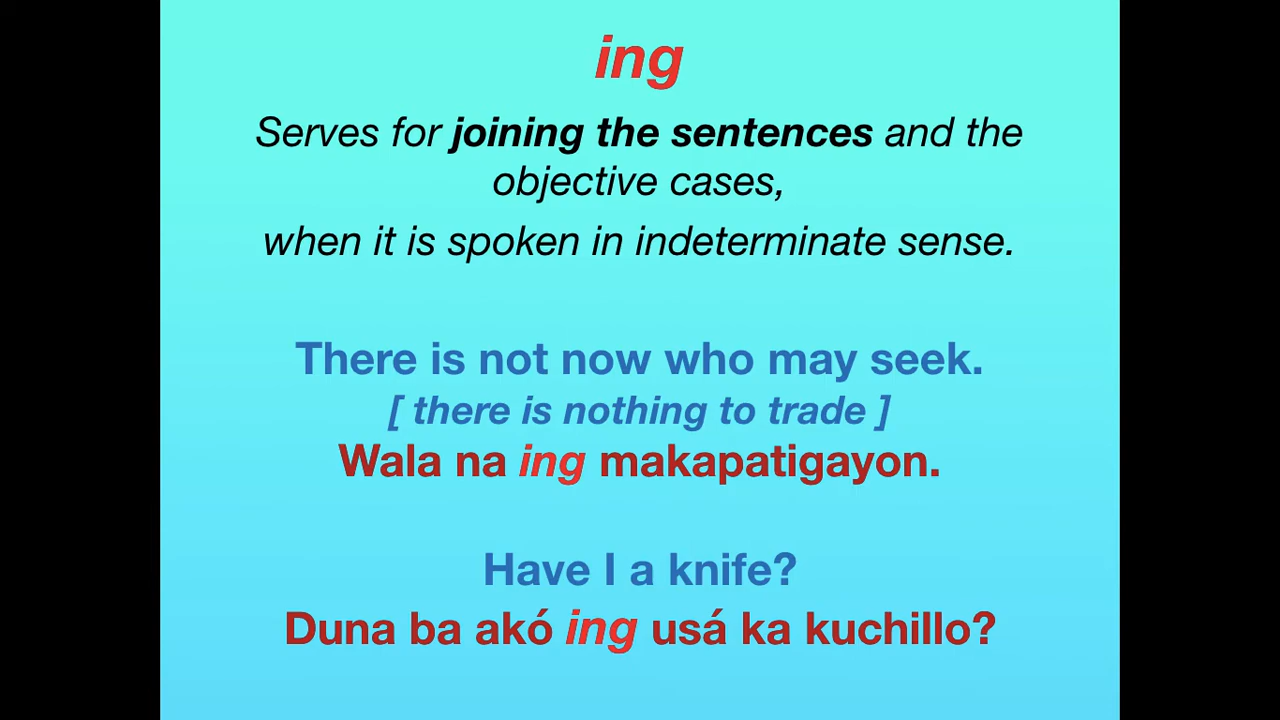 ing
Serves for joining the sentences and the
objective cases,
when it is spoken in indeterminate sense.
There is not now who may seek.
[ there is nothing to trade ]
Wala na ing makapatigayon.
Have I a knife?
Duna ba akó ing usá ka kuchillo?